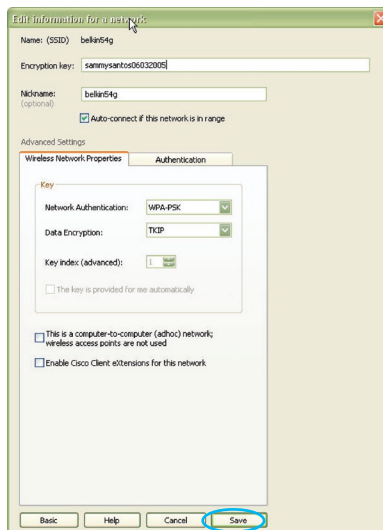 Edit information for a network
Name: (SSID) belkin54g
Encryption key: sammysantos06032005
Nickname: belkin54g
(optional)
Auto-connect if this network is in range
Advanced Settings
Wireless Network Properties Authentication
Key
Network Authentication: WPA-PSK
Data Encryption: TKIP
Key index (advanced): 1
The key is provided for me automatically
This is a computer-to-computer (adhoc) network;
wireless access points are not used
Enable Cisco Client eXtensions for this network
Basic Help Cancel Save